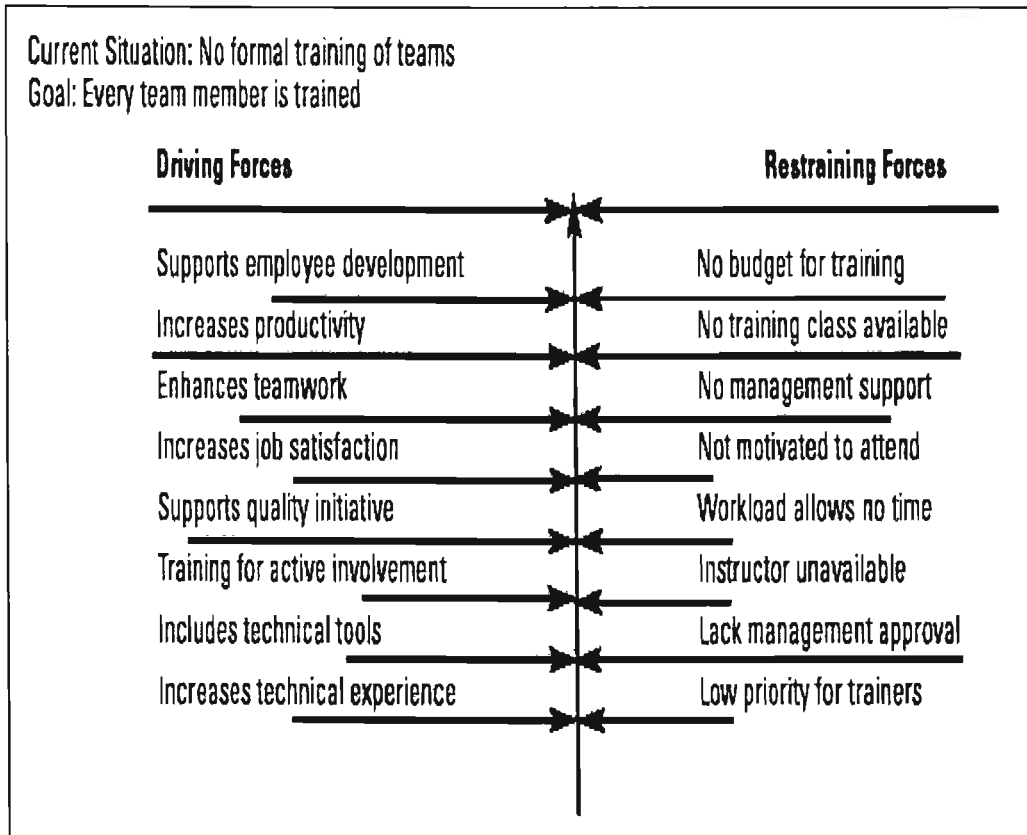 Current Situation: No formal training of teams
Goal: Every team member is trained
Driving Forces
Restraining Forces
Supports employee development
No budget for training
Increases productivity
No training class available
Enhances teamwork
No management support
Increases job satisfaction
Not motivated to attend
Supports quality initiative
Workload allows no time
Training for active involvement
Instructor unavailable
Includes technical tools
Lack management approval
Increases technical experience
Low priority for trainers